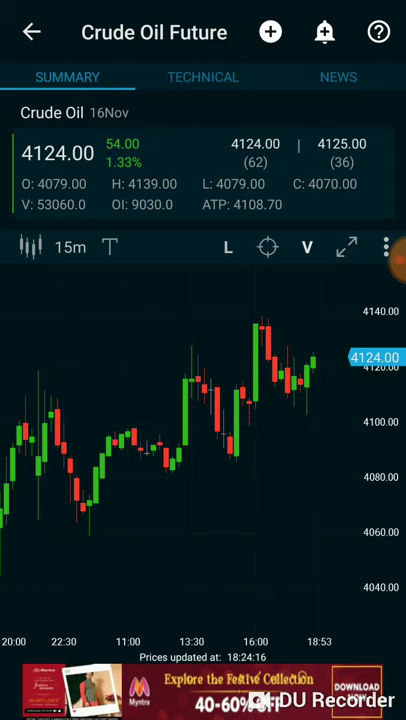 Crude Oil Future
SUMMARY TECHNICAL NEWS
Crude Oil 16Nov
4124.00 54.00 1.33% 4124.00 (62) | 4125.00 (36)
O: 4079.00 H: 4139.00 L: 4079.00 C: 4070.00
V: 53060.0 OI: 9030.0 ATP: 4108.70
15m T L V
4140.00
4124.00
4120.00
4100.00
4080.00
4060.00
4040.00
20:00 22:30 11:00 13:30 16:00 18:53
Prices updated at: 18:24:16
Myntra
Explore the Festive Collection
40-60% OFF
DOWNLOAD NOW
DU Recorder